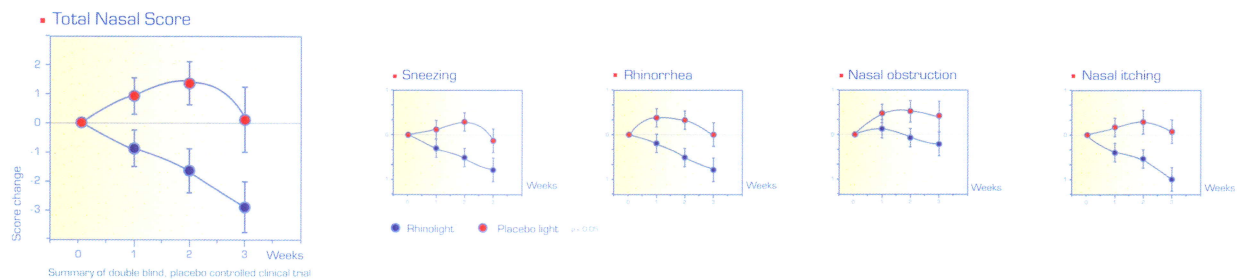 Total Nasal Score
2
1
0
-1
-2
-3
Score change
0 1 2 3 Weeks
Summary of double blind, placebo controlled clinical trial
Sneezing
Weeks
Rhinorrhea
Weeks
Nasal obstruction
Weeks
Nasal itching
Weeks
Rhinolight Placebo light